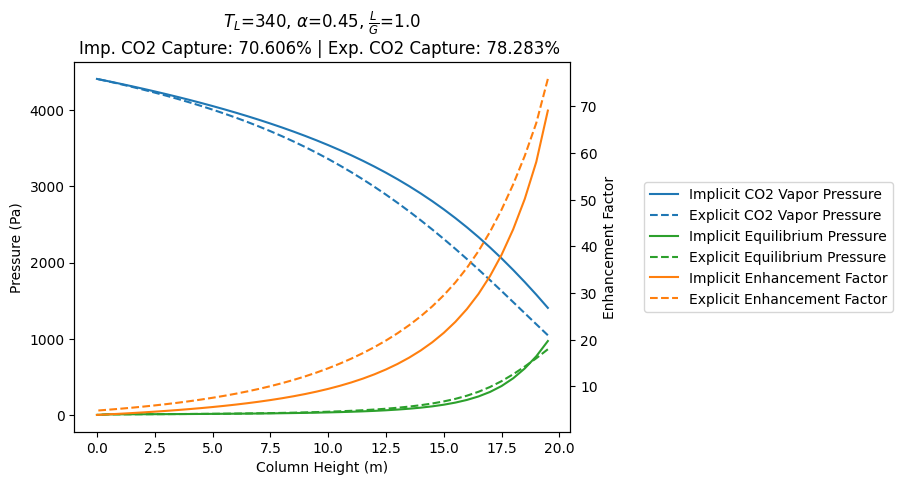 T_L=340, α=0.45, L/G=1.0
Imp. CO2 Capture: 70.606% | Exp. CO2 Capture: 78.283%
Pressure (Pa)
4000
3000
2000
1000
0
0.0 2.5 5.0 7.5 10.0 12.5 15.0 17.5 20.0
Column Height (m)
70
60
50
40
30
20
10
Enhancement Factor
Implicit CO2 Vapor Pressure
Explicit CO2 Vapor Pressure
Implicit Equilibrium Pressure
Explicit Equilibrium Pressure
Implicit Enhancement Factor
Explicit Enhancement Factor